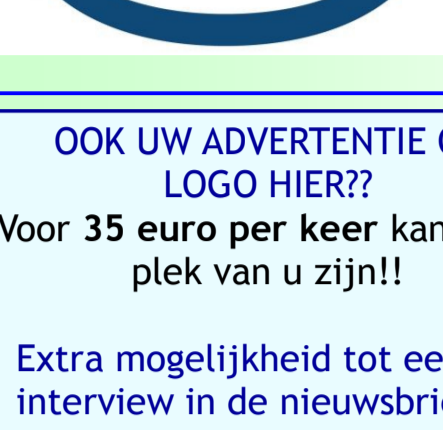 OOK UW ADVERTENTIE
LOGO HIER??
Voor 35 euro per keer kan
plek van u zijn!!
Extra mogelijkheid tot ee
interview in de nieuwsbri